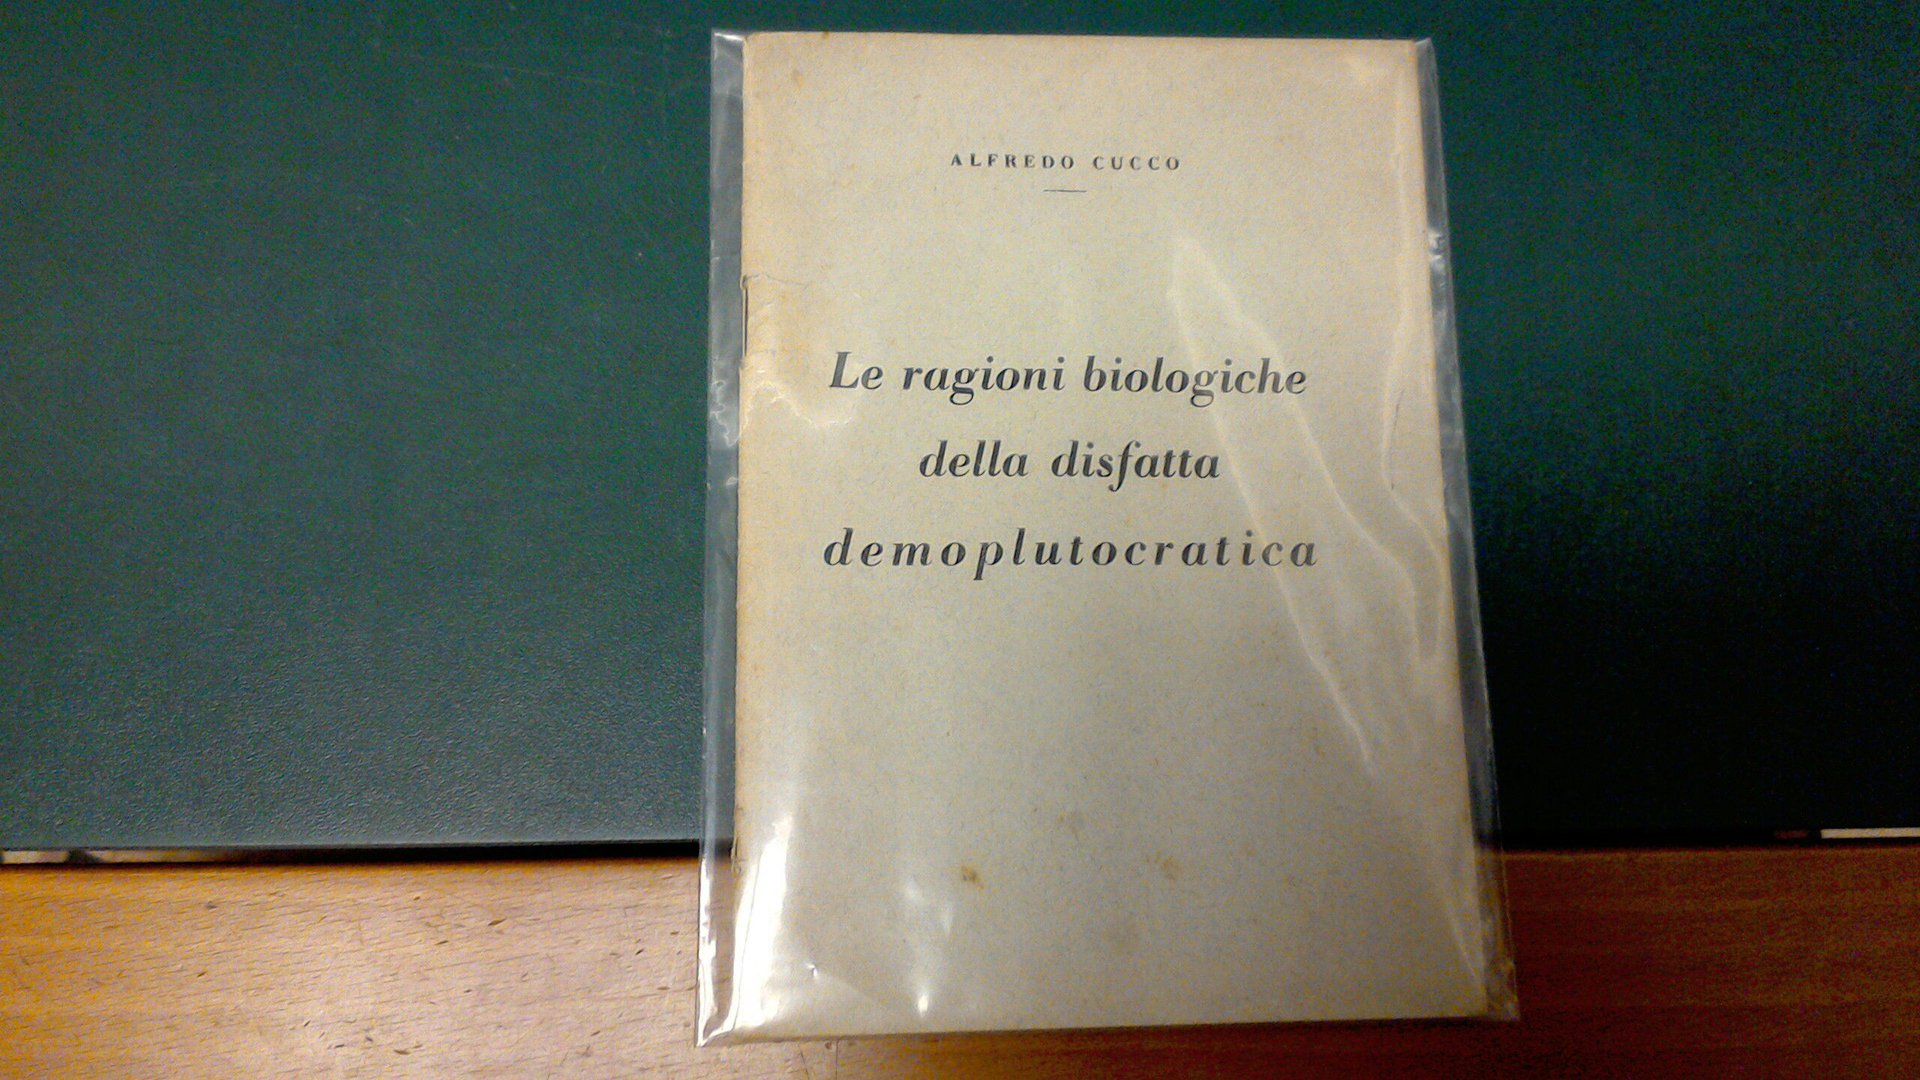 ALFREDO CUCCO
Le ragioni biologiche
della disfatta
demoplutocratica